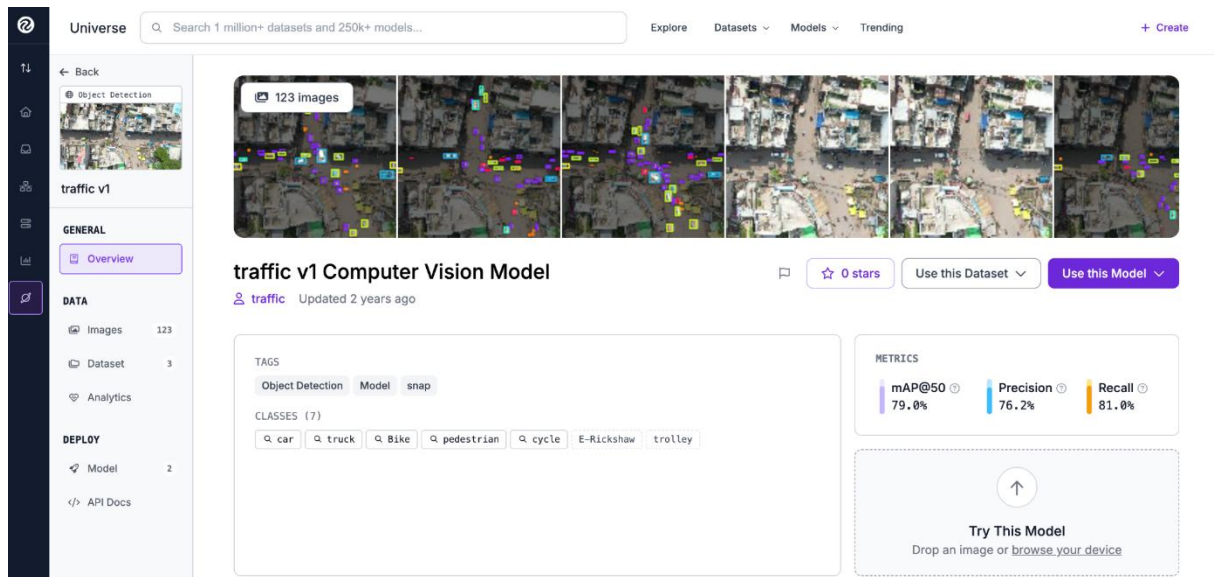 Universe
Search 1 million+ datasets and 250k+ models...
Explore
Datasets
Models
Trending
+ Create
← Back
Object Detection
traffic v1
GENERAL
Overview
DATA
Images 123
Dataset 3
Analytics
DEPLOY
Model 2
</> API Docs
123 images
traffic v1 Computer Vision Model
0 stars
Use this Dataset
Use this Model
traffic Updated 2 years ago
TAGS
Object Detection Model snap
CLASSES (7)
car truck Bike pedestrian cycle E-Rickshaw trolley
METRICS
mAP@50 Precision Recall
79.0% 76.2% 81.0%
Try This Model
Drop an image or browse your device